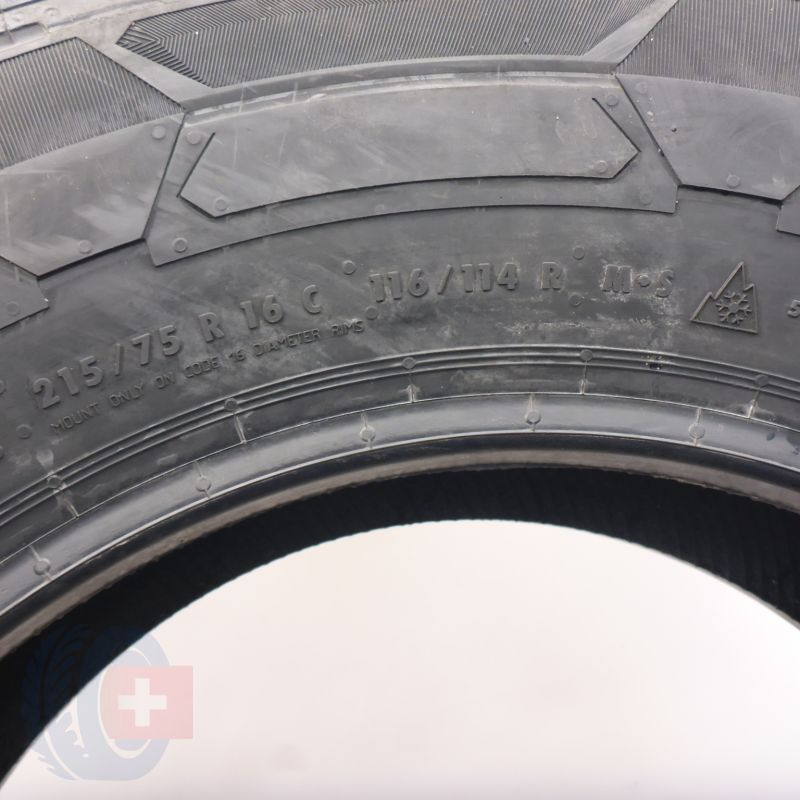 215/75 R 16 C 116/114 R M•S
MOUNT ONLY ON CODE 16 DIAMETER RIMS